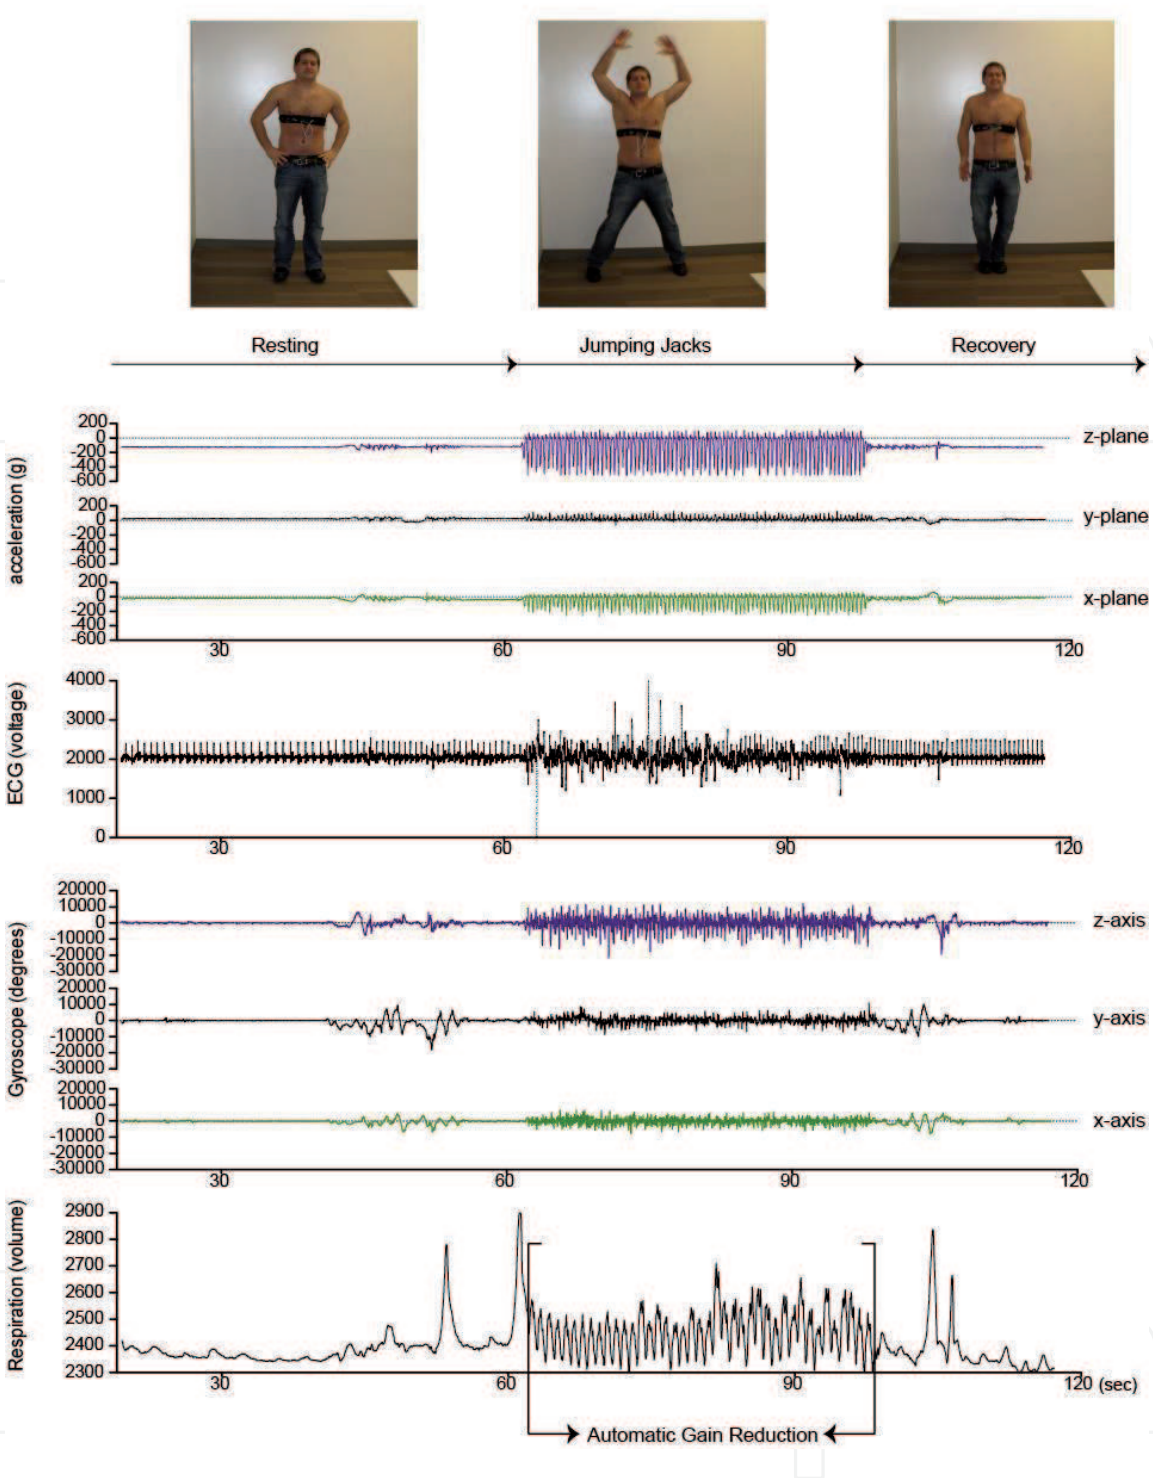 Resting Jumping Jacks Recovery
200
0
-200
-400
-600
z-plane
200
0
-200
-400
-600
y-plane
acceleration (g)
200
0
-200
-400
-600
x-plane
30 60 90 120
4000
3000
2000
1000
0
ECG (voltage)
30 60 90 120
20000
10000
0
-10000
-20000
-30000
z-axis
20000
10000
0
-10000
-20000
-30000
y-axis
Gyroscope (degrees)
20000
10000
0
-10000
-20000
-30000
x-axis
30 60 90 120
2900
2800
2700
2600
2500
2400
2300
Respiration (volume)
30 60 90 120 (sec)
Automatic Gain Reduction